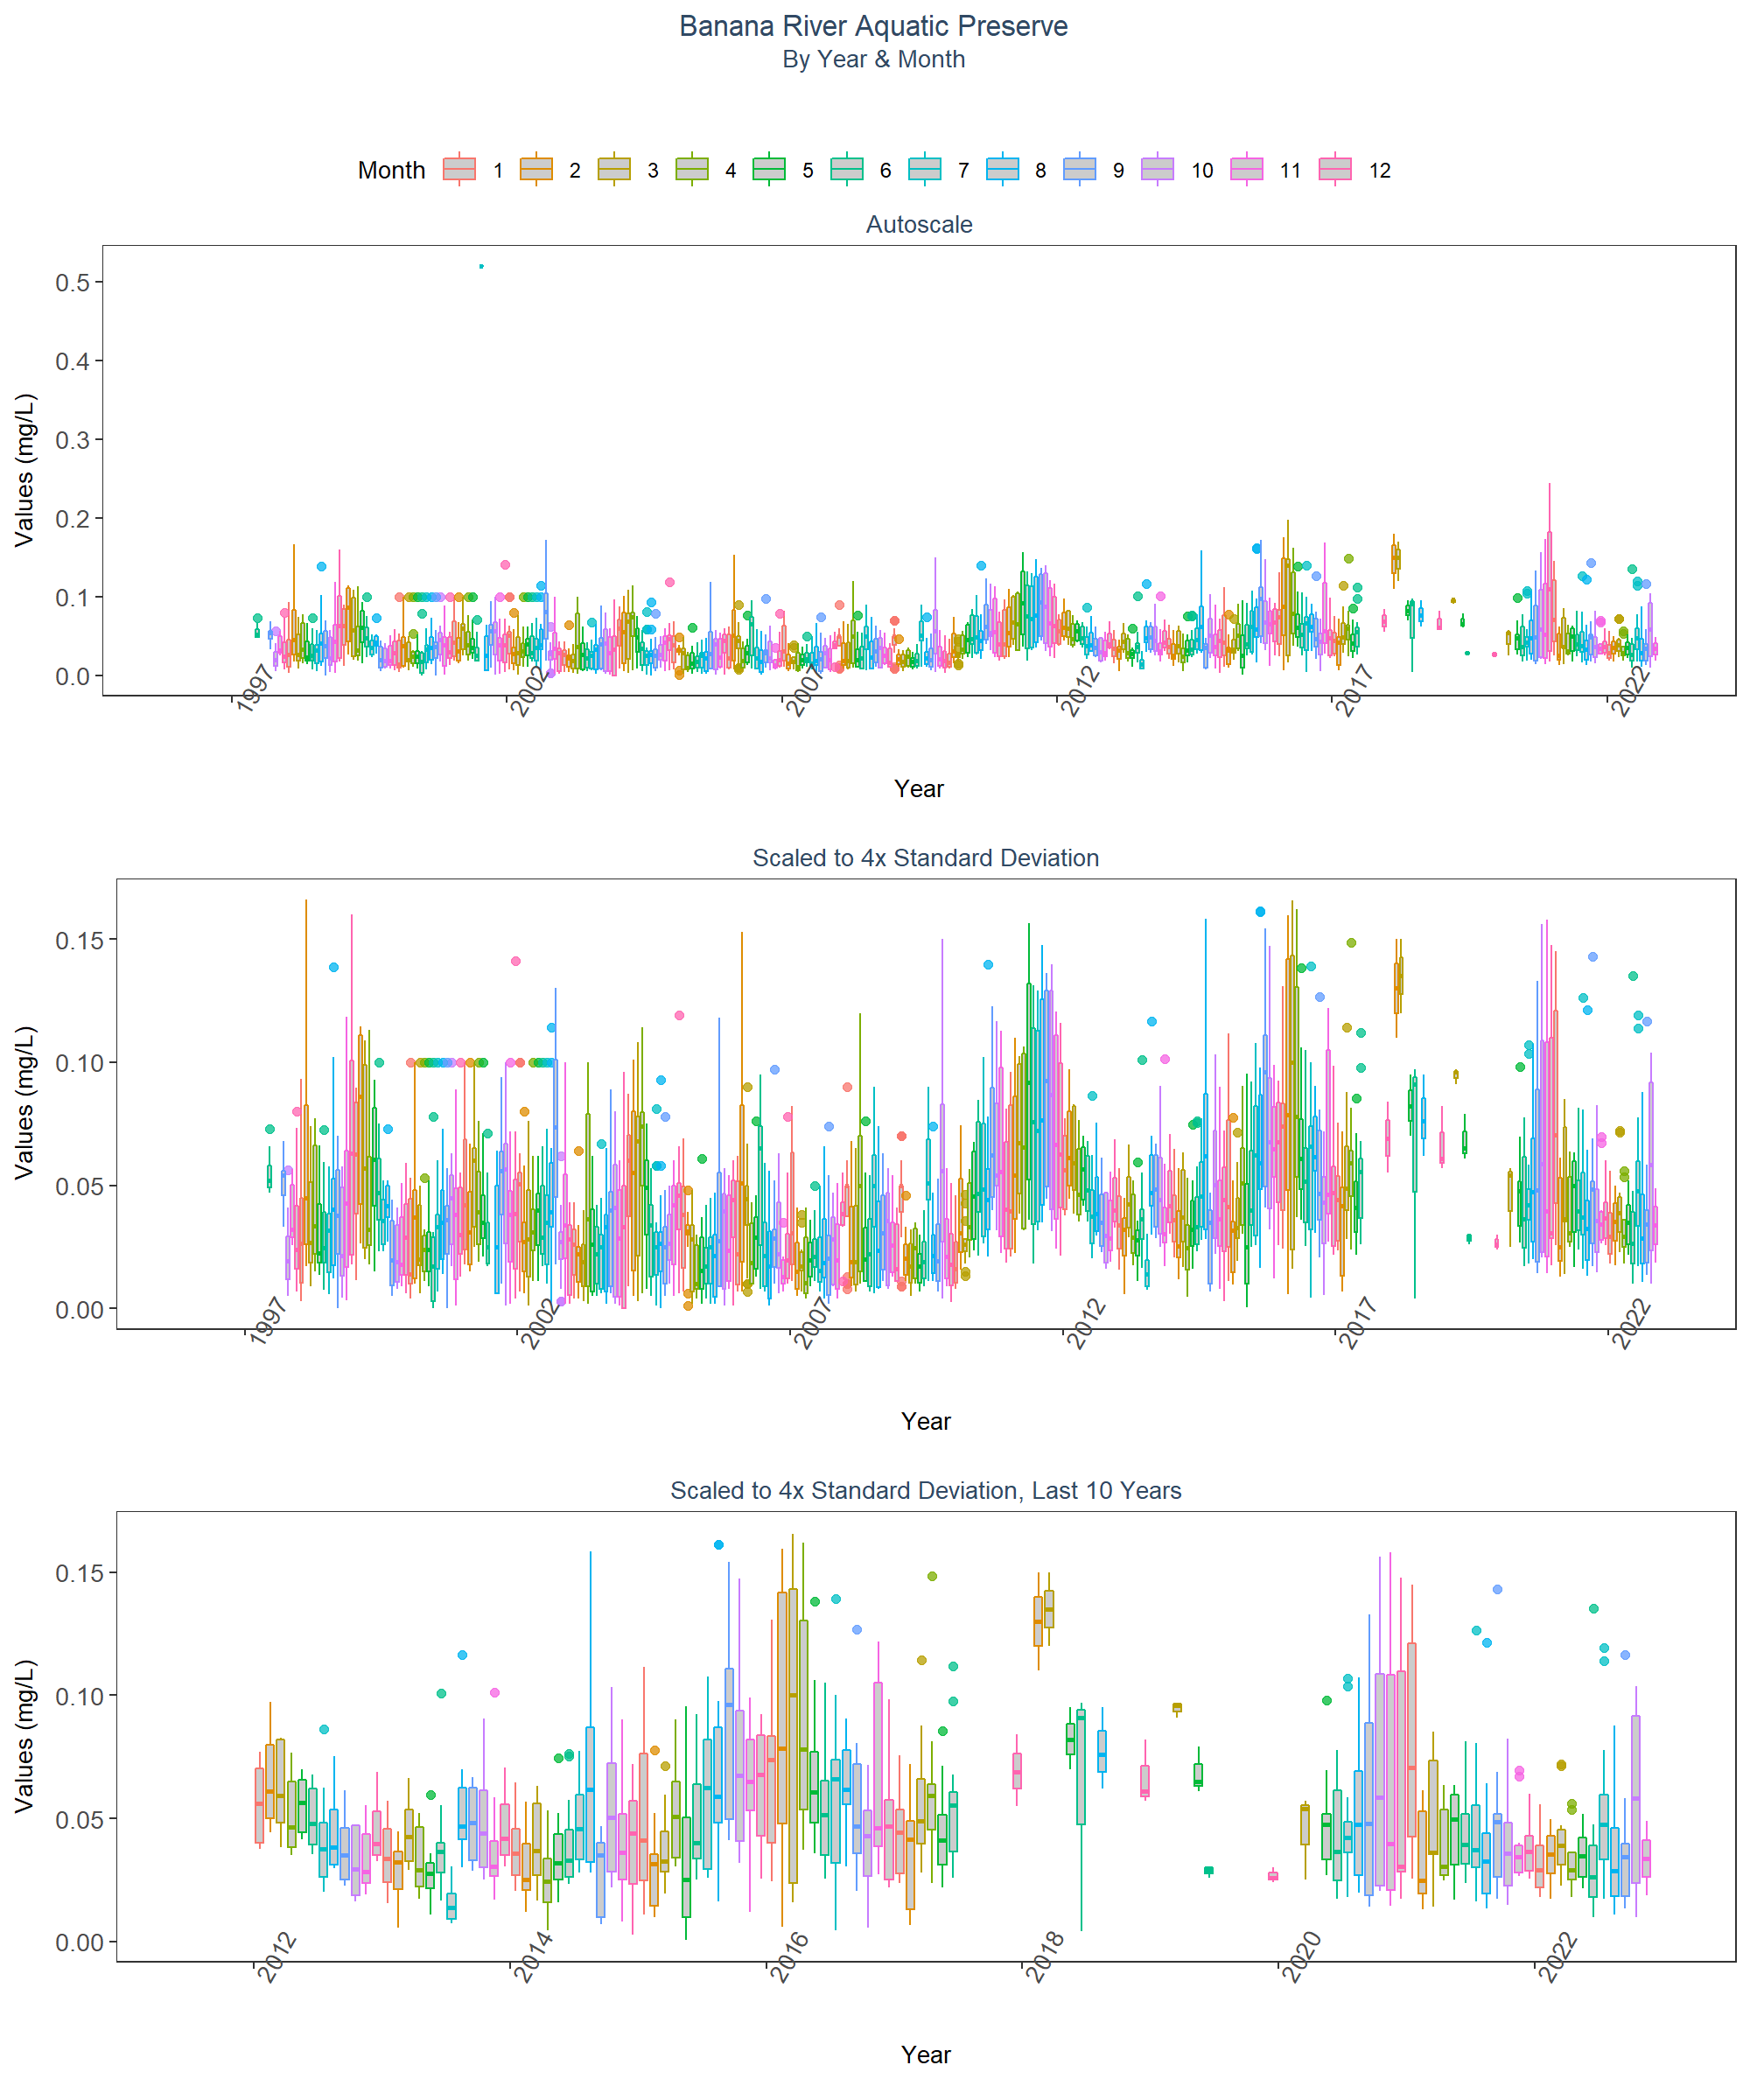 Banana River Aquatic Preserve
By Year & Month
Month 1 2 3 4 5 6 7 8 9 10 11 12
Autoscale
0.5
0.4
0.3
0.2
0.1
0.0
Values (mg/L)
1997 2002 2007 2012 2017 2022
Year
Scaled to 4x Standard Deviation
0.15
0.10
0.05
0.00
Values (mg/L)
1997 2002 2007 2012 2017 2022
Year
Scaled to 4x Standard Deviation, Last 10 Years
0.15
0.10
0.05
0.00
Values (mg/L)
2012 2014 2016 2018 2020 2022
Year